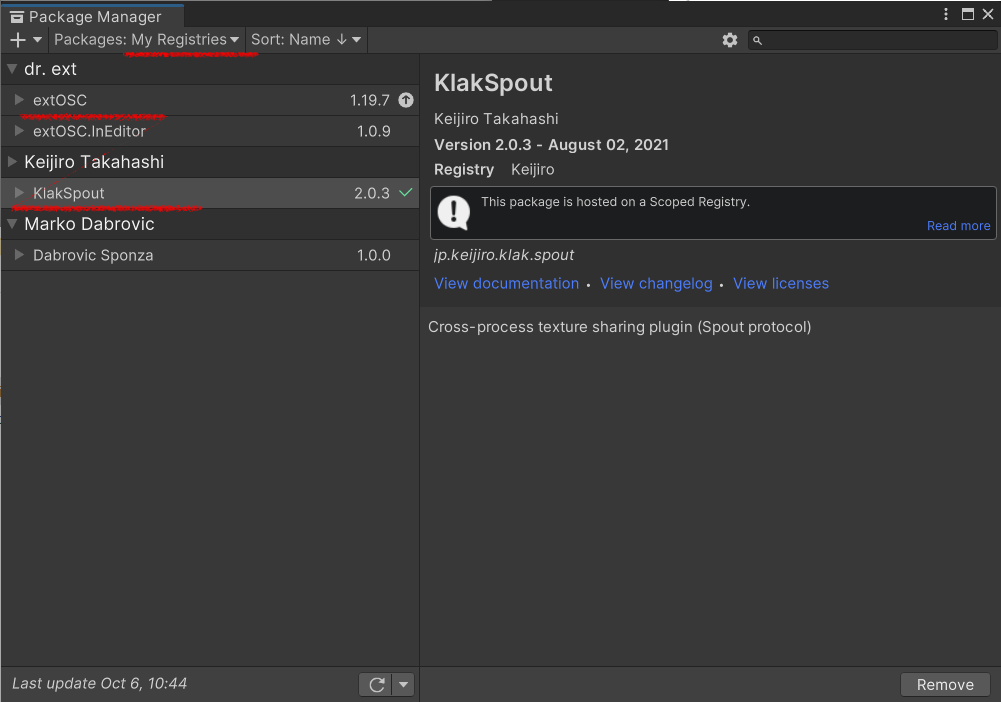 Package Manager
Packages: My Registries
Sort: Name ↓
dr. ext
extOSC 1.19.7
extOSC.InEditor 1.0.9
Keijiro Takahashi
KlakSpout 2.0.3
Marko Dabrovic
Dabrovic Sponza 1.0.0
Last update Oct 6, 10:44
KlakSpout
Keijiro Takahashi
Version 2.0.3 - August 02, 2021
Registry Keijiro
This package is hosted on a Scoped Registry.
Read more
jp.keijiro.klak.spout
View documentation • View changelog • View licenses
Cross-process texture sharing plugin (Spout protocol)
Remove